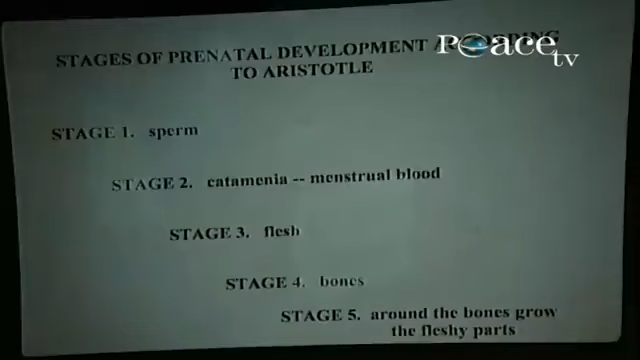 STAGES OF PRENATAL DEVELOPMENT ACCORDING
TO ARISTOTLE
Peace
tv
STAGE 1. sperm
STAGE 2. catamenia -- menstrual blood
STAGE 3. flesh
STAGE 4. bones
STAGE 5. around the bones grow
the fleshy parts